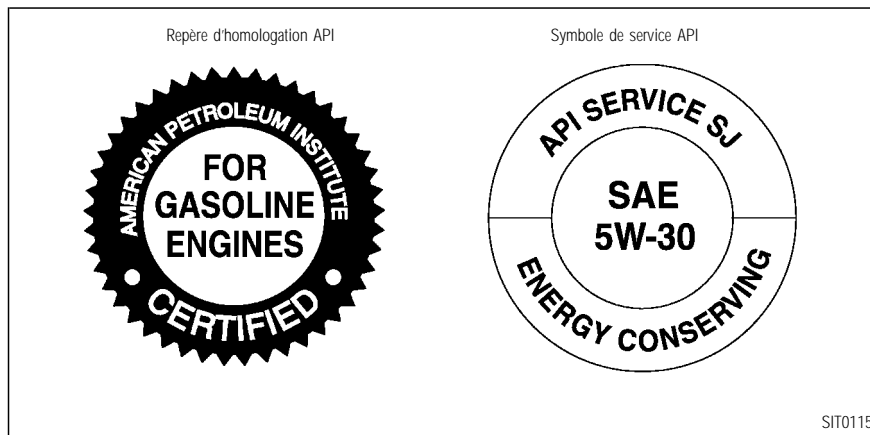 Repère d'homologation API
AMERICAN PETROLEUM INSTITUTE
FOR
GASOLINE
ENGINES
CERTIFIED
Symbole de service API
API SERVICE SJ
SAE
5W-30
ENERGY CONSERVING
SIT0115